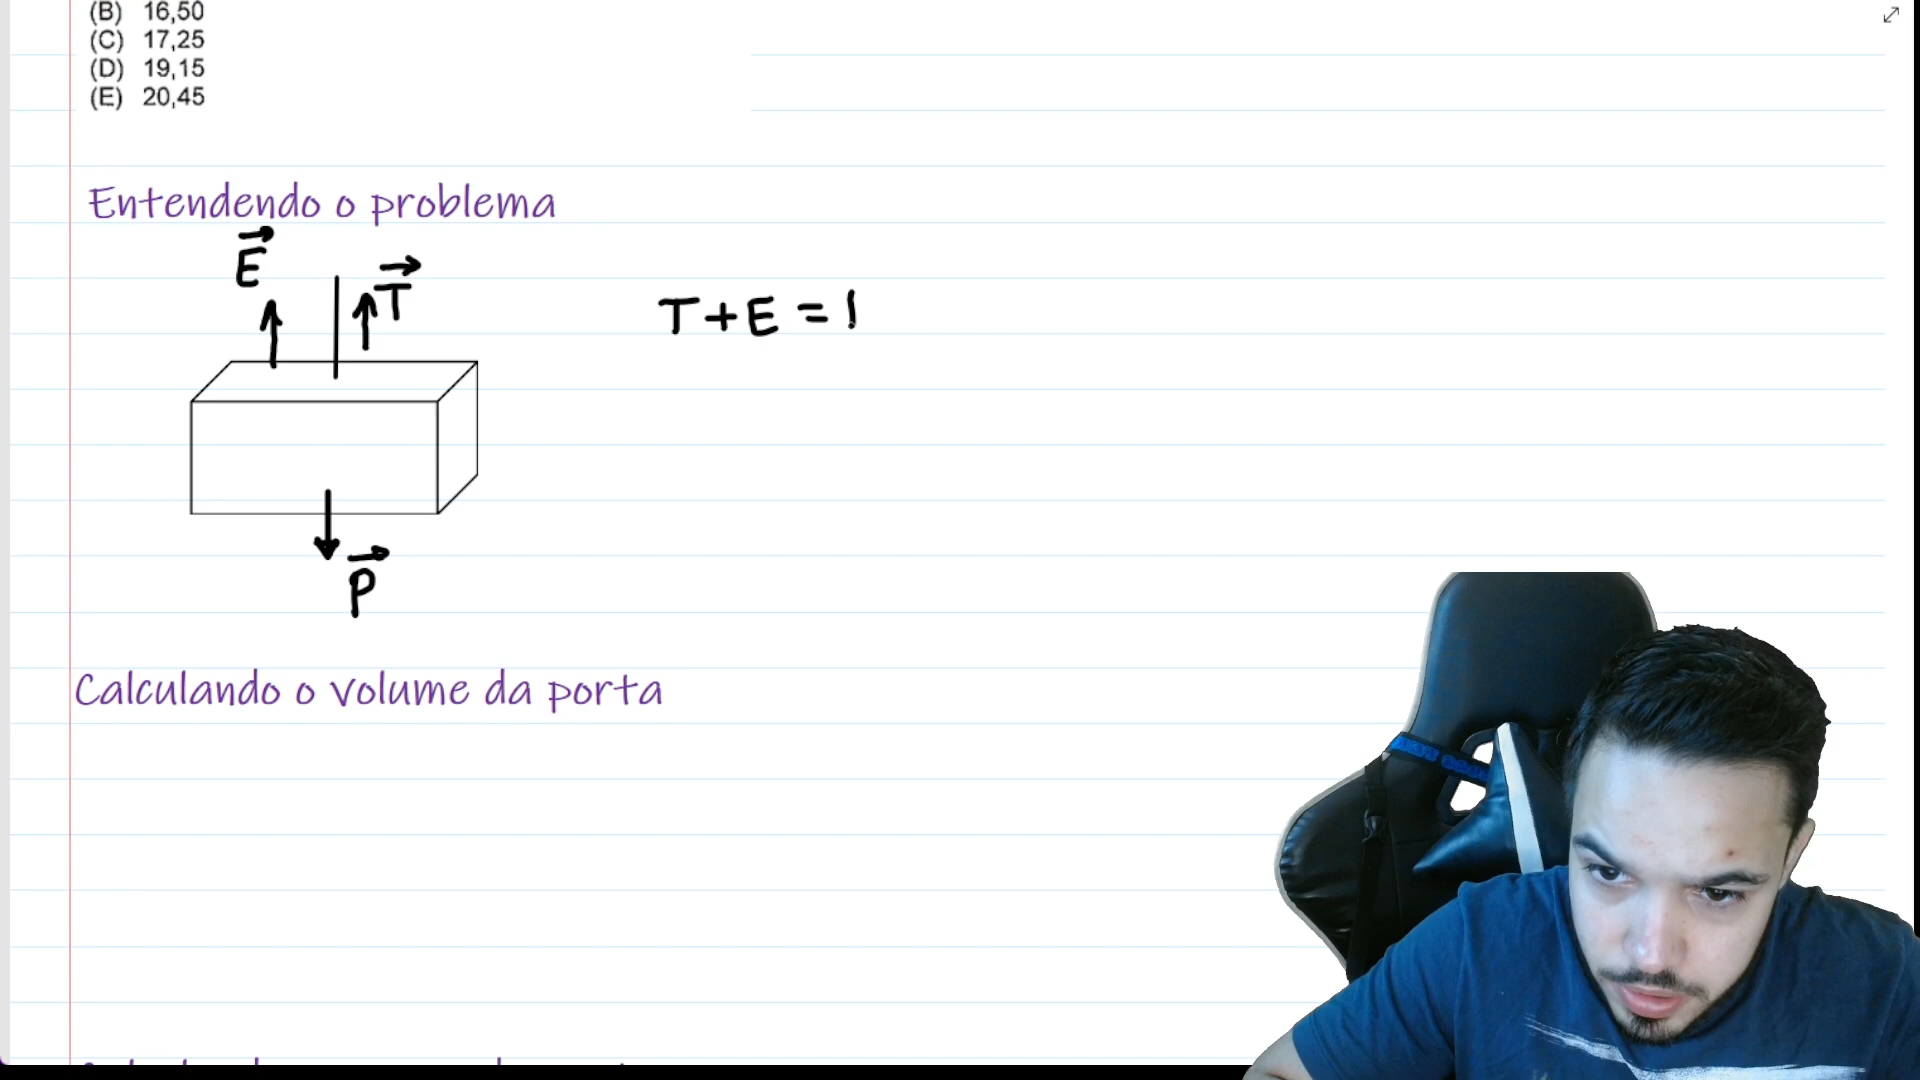 (B) 16,50
(C) 17,25
(D) 19,15
(E) 20,45
Entendendo o problema
E
T
T+E = I
P
Calculando o volume da porta